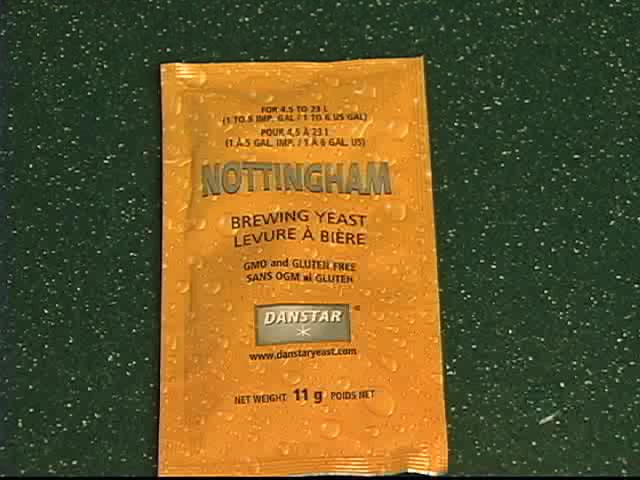 FOR 4.5 TO 23 L
(1 TO 5 IMP. GAL / 1 TO 6 US GAL)
POUR 4,5 À 23 L
(1 À 5 GAL. IMP. / 1 À 6 GAL. US)
NOTTINGHAM
BREWING YEAST
LEVURE À BIÈRE
GMO and GLUTEN FREE
SANS OGM ni GLUTEN
DANSTAR
www.danstaryeast.com
NET WEIGHT 11 g POIDS NET